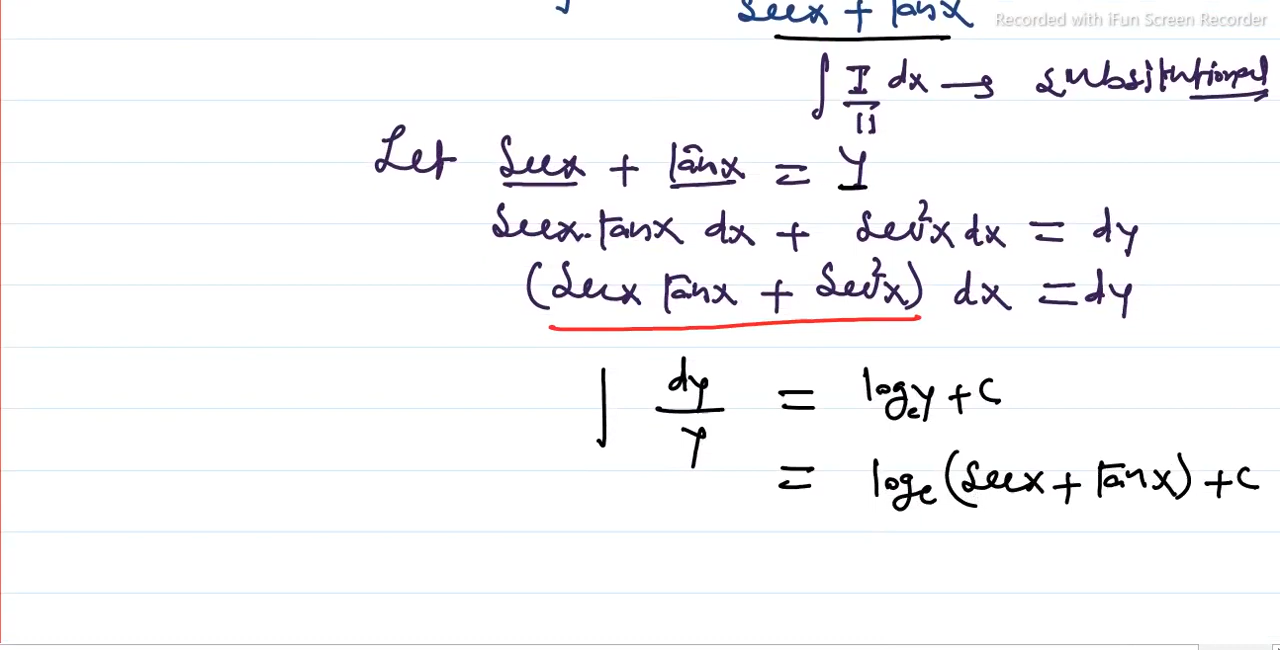 Secx + Tanx
Recorded with iFun Screen Recorder
∫ I/II dx → substitutional
Let Secx + Tanx = Y
Secx.Tanx dx + Sec²x dx = dy
(Secx Tanx + Sec²x) dx = dy
∫ dy/y = logₑy + C
= logₑ(Secx + Tanx) + C